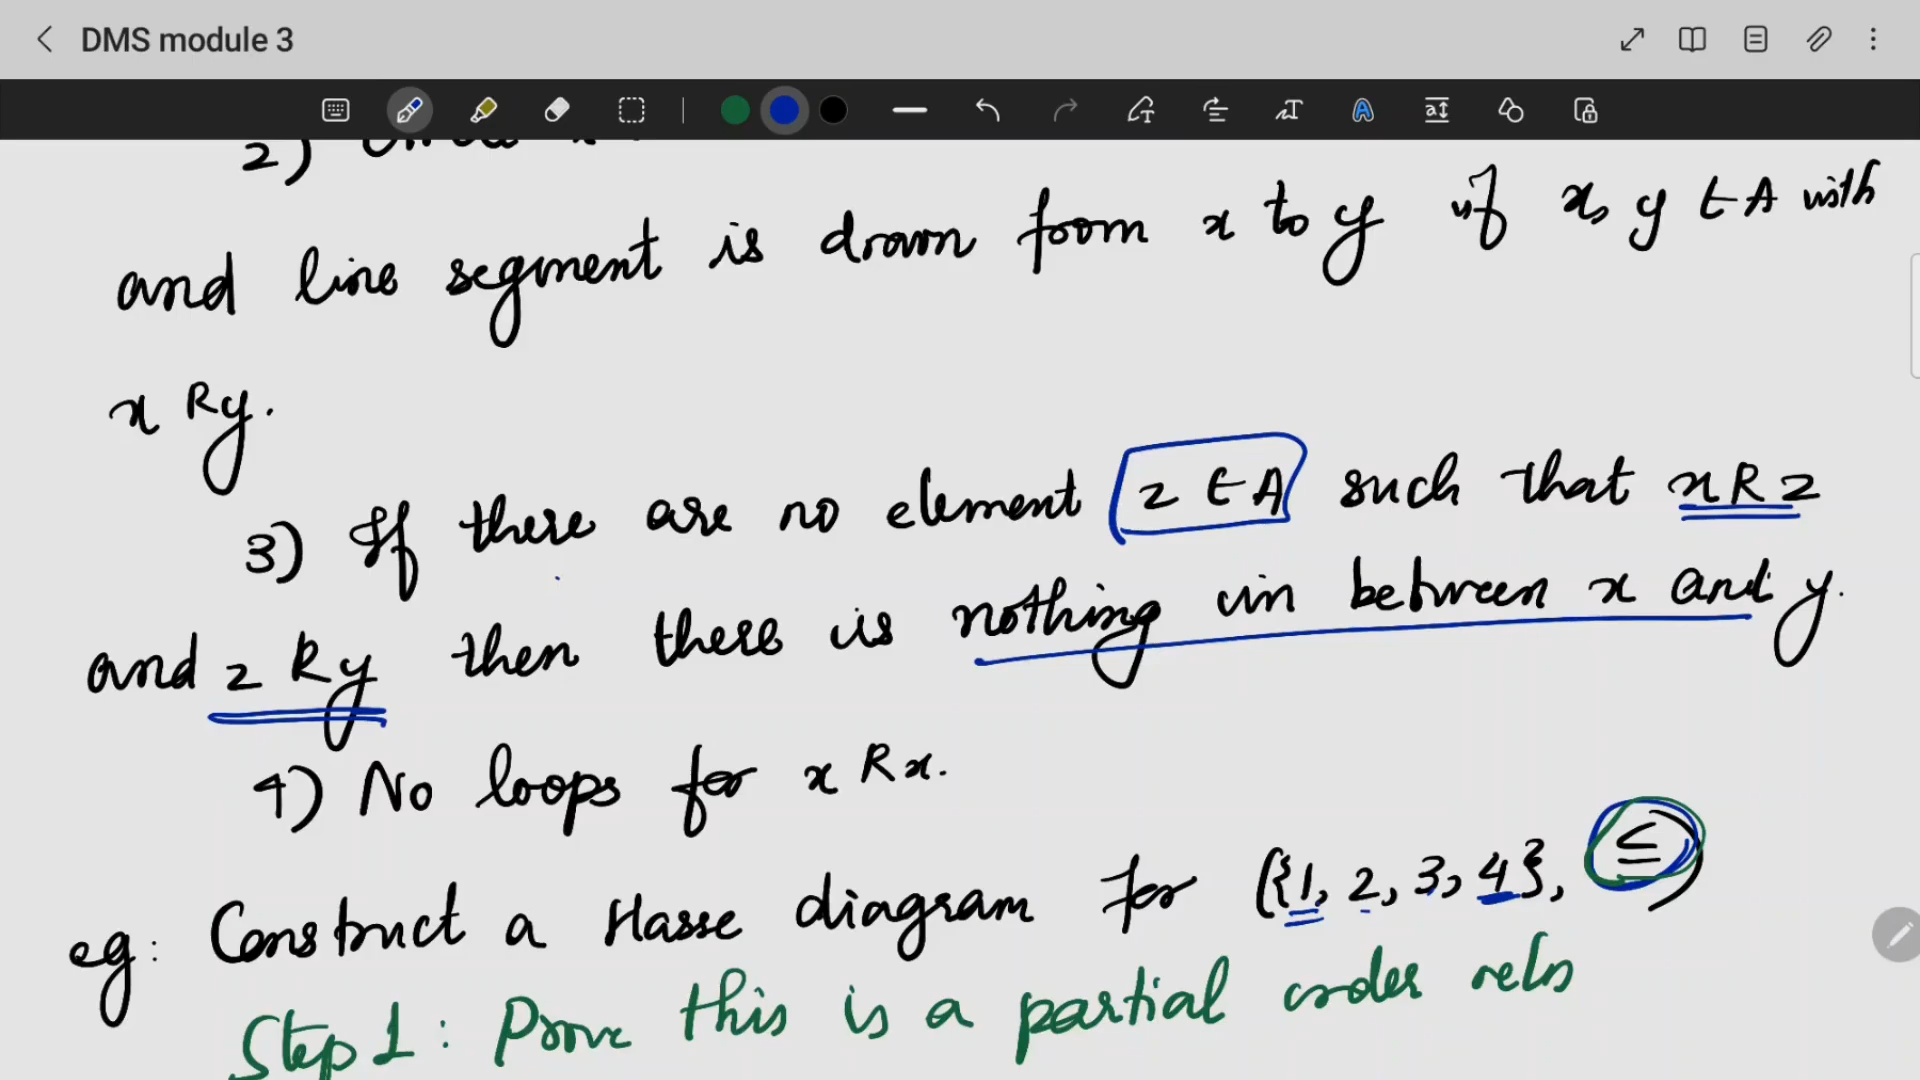 DMS module 3
2)
and line segment is drawn from x to y if x, y ∈ A with
x R y.
3) If there are no element z ∈ A such that x R z
and z R y then there is nothing in between x and y.
4) No loops for x R x.
eg: Construct a Hasse diagram for ({1, 2, 3, 4}, ≤)
Step 1: Prove this is a partial order reln